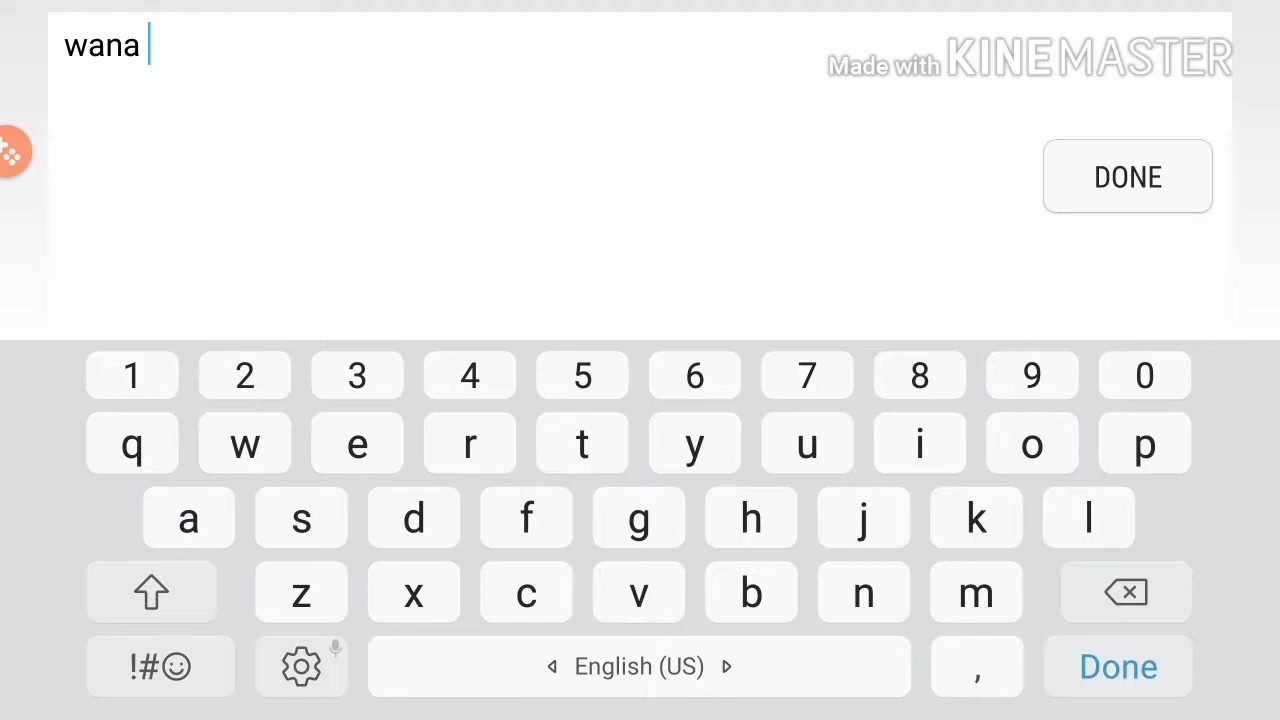 wana
Made with KINEMASTER
DONE
1 2 3 4 5 6 7 8 9 0
q w e r t y u i o p
a s d f g h j k l
z x c v b n m
!#☺ English (US) , Done